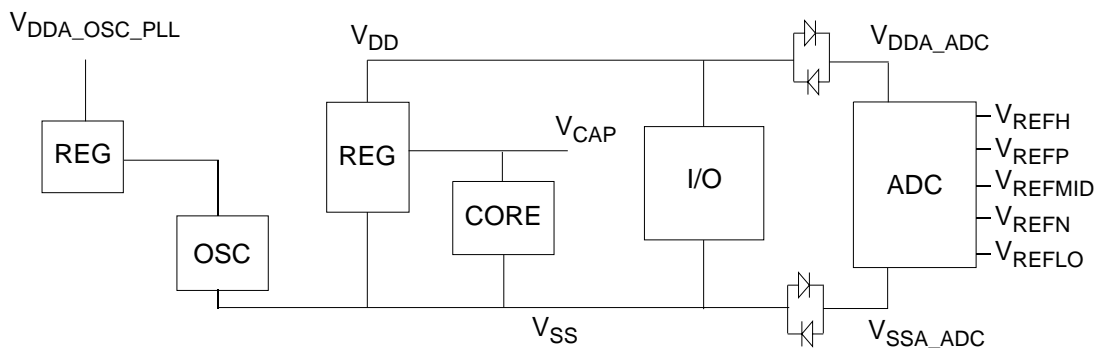 VDDA_OSC_PLL
VDD
VDDA_ADC
REG
REG
VCAP
CORE
I/O
ADC
VREFH
VREFP
VREFMID
VREFN
VREFLO
OSC
VSS
VSSA_ADC